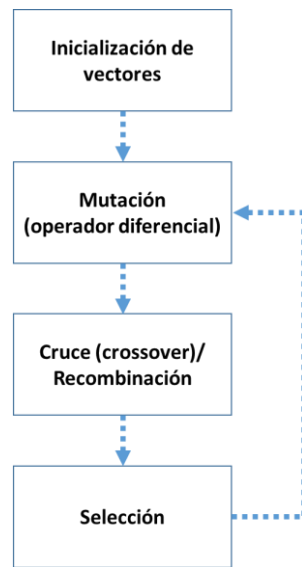 Inicialización de
vectores
Mutación
(operador diferencial)
Cruce (crossover)/
Recombinación
Selección